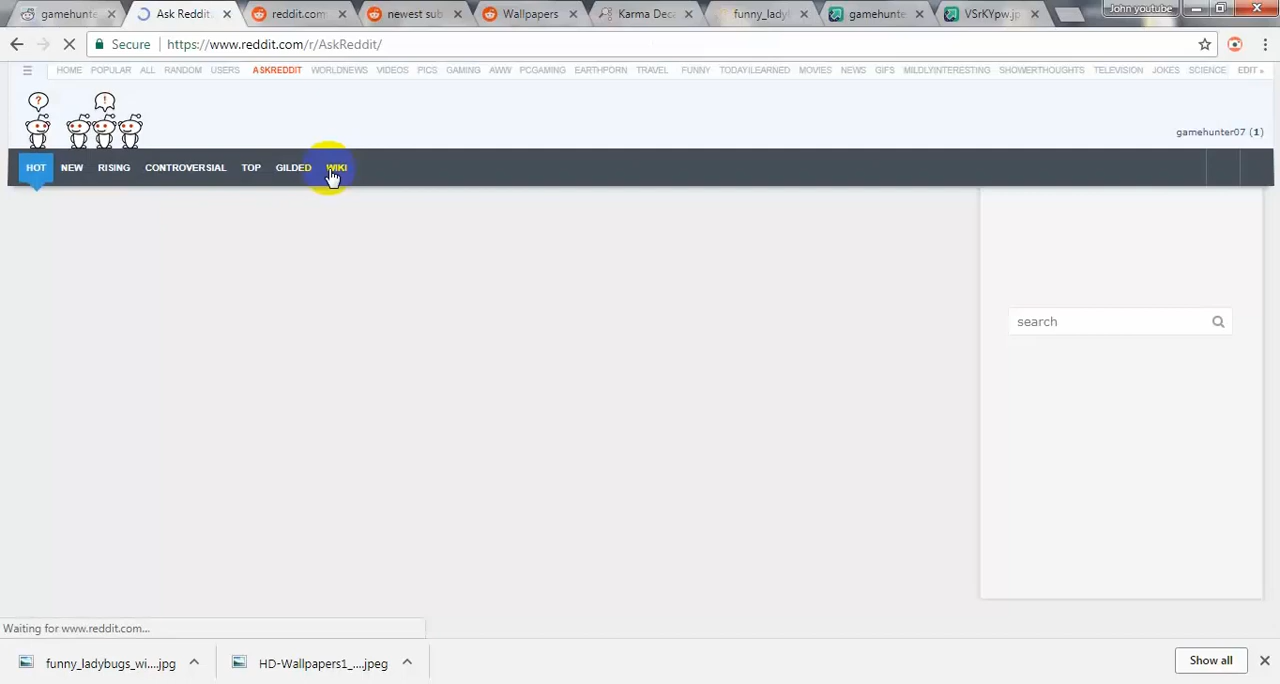 gamehunte
Ask Reddit
reddit.com
newest sub
Wallpapers
Karma Deca
funny_lady
gamehunte
VSrKYpw.jp
John youtube
Secure
https://www.reddit.com/r/AskReddit/
HOME POPULAR ALL RANDOM USERS ASKREDDIT WORLDNEWS VIDEOS PICS GAMING AWW PCGAMING EARTHPORN TRAVEL FUNNY TODAYILEARNED MOVIES NEWS GIFS MILDLYINTERESTING SHOWERTHOUGHTS TELEVISION JOKES SCIENCE EDIT »
? !
gamehunter07 (1)
HOT NEW RISING CONTROVERSIAL TOP GILDED WIKI
search
Waiting for www.reddit.com...
funny_ladybugs_wi....jpg
HD-Wallpapers1_....jpeg
Show all